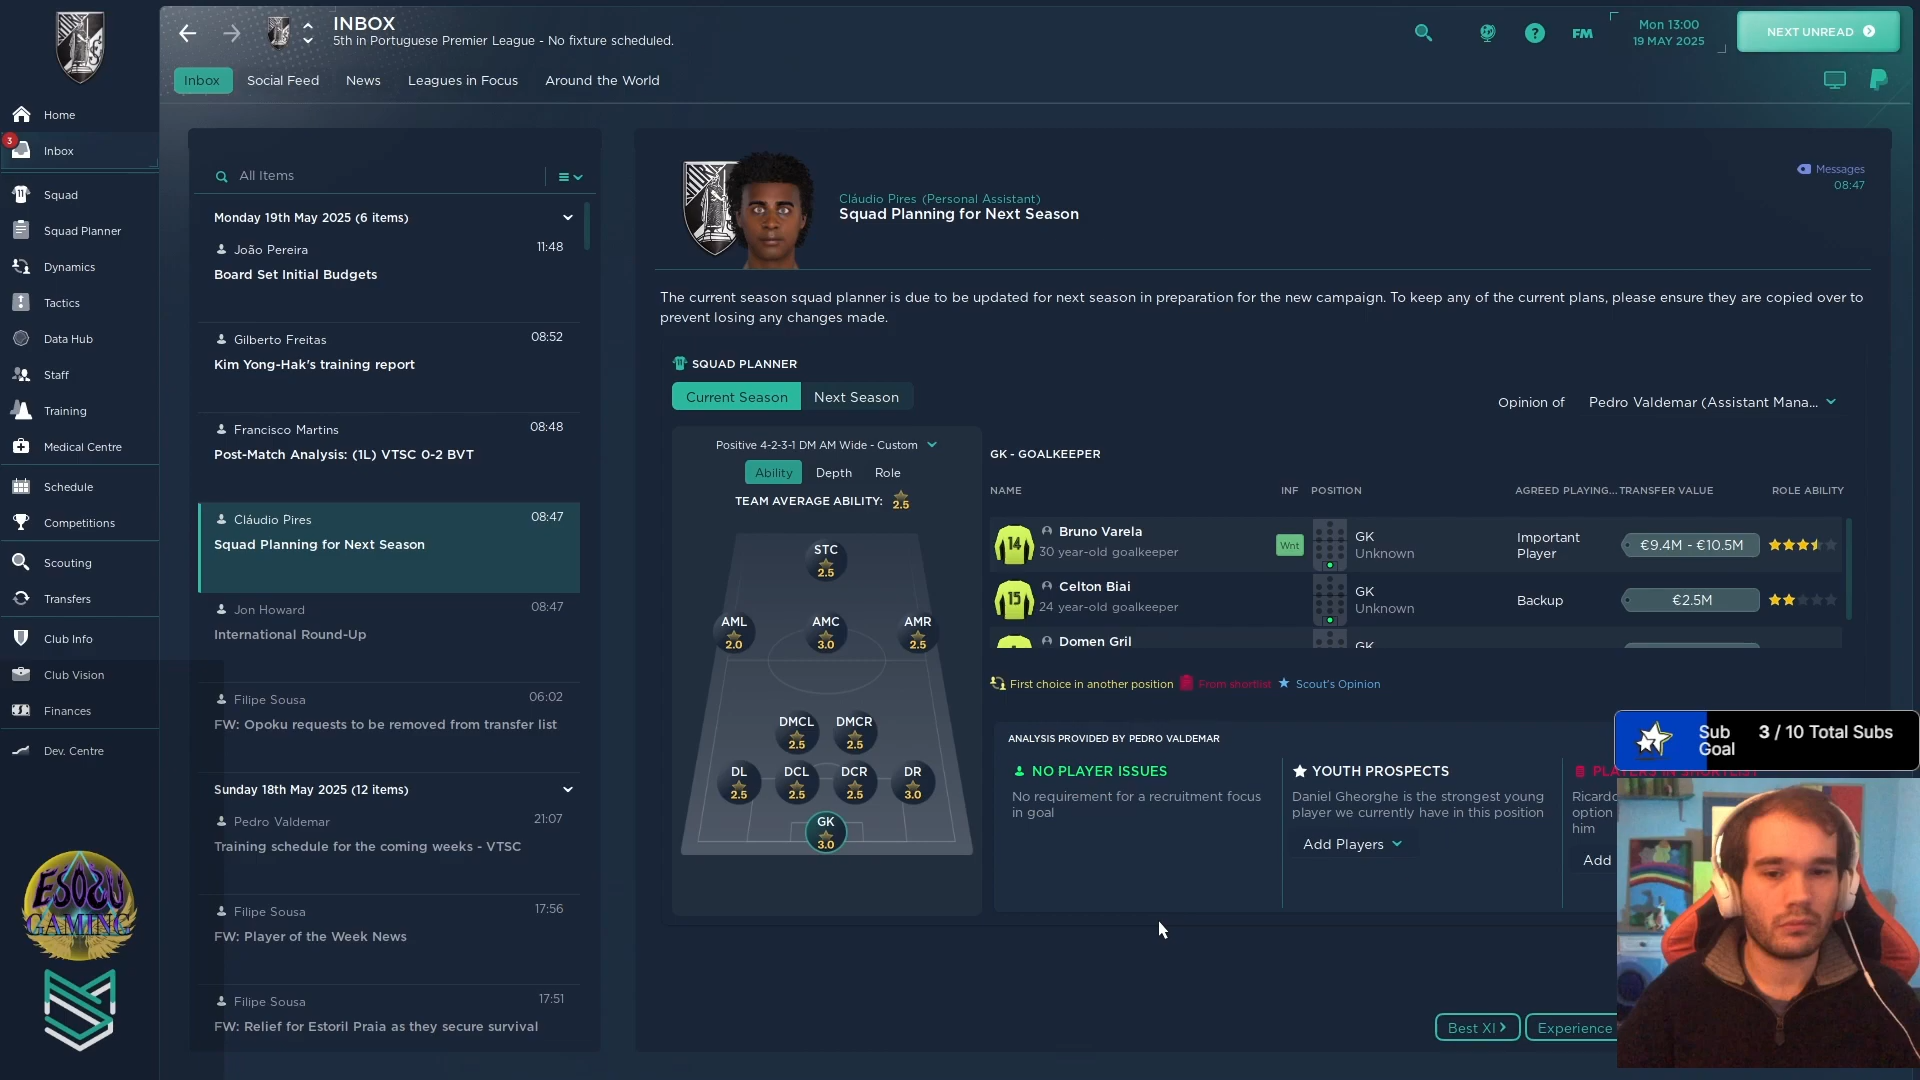 INBOX
5th in Portuguese Premier League - No fixture scheduled.
FM
Mon 13:00
19 MAY 2025
NEXT UNREAD
Inbox
Social Feed
News
Leagues in Focus
Around the World
Home
3
Inbox
Squad
Squad Planner
Dynamics
Tactics
Data Hub
Staff
Training
Medical Centre
Schedule
Competitions
Scouting
Transfers
Club Info
Club Vision
Finances
Dev. Centre
ESOSU
GAMING
All Items
Monday 19th May 2025 (6 items)
João Pereira
11:48
Board Set Initial Budgets
Gilberto Freitas
08:52
Kim Yong-Hak's training report
Francisco Martins
08:48
Post-Match Analysis: (1L) VTSC 0-2 BVT
Cláudio Pires
08:47
Squad Planning for Next Season
Jon Howard
08:47
International Round-Up
Filipe Sousa
06:02
FW: Opoku requests to be removed from transfer list
Sunday 18th May 2025 (12 items)
Pedro Valdemar
21:07
Training schedule for the coming weeks - VTSC
Filipe Sousa
17:56
FW: Player of the Week News
Filipe Sousa
17:51
FW: Relief for Estoril Praia as they secure survival
Cláudio Pires (Personal Assistant)
Squad Planning for Next Season
Messages
08:47
The current season squad planner is due to be updated for next season in preparation for the new campaign. To keep any of the current plans, please ensure they are copied over to
prevent losing any changes made.
SQUAD PLANNER
Current Season
Next Season
Opinion of
Pedro Valdemar (Assistant Mana...
Positive 4-2-3-1 DM AM Wide - Custom
Ability
Depth
Role
TEAM AVERAGE ABILITY:
2.5
STC
2.5
AML
2.0
AMC
3.0
AMR
2.5
DMCL
2.5
DMCR
2.5
DL
2.5
DCL
2.5
DCR
2.5
DR
3.0
GK
3.0
GK - GOALKEEPER
NAME
INF
POSITION
AGREED PLAYING...
TRANSFER VALUE
ROLE ABILITY
14
Bruno Varela
30 year-old goalkeeper
Wnt
GK
Unknown
Important
Player
€9.4M - €10.5M
15
Celton Biai
24 year-old goalkeeper
GK
Unknown
Backup
€2.5M
Domen Gril
GK
First choice in another position
From shortlist
Scout's Opinion
ANALYSIS PROVIDED BY PEDRO VALDEMAR
NO PLAYER ISSUES
No requirement for a recruitment focus
in goal
YOUTH PROSPECTS
Daniel Gheorghe is the strongest young
player we currently have in this position
Add Players
PLAYERS IN SHORTLIST
Ricardo
option
him
Add
Sub
Goal
3 / 10 Total Subs
Best XI
Experience